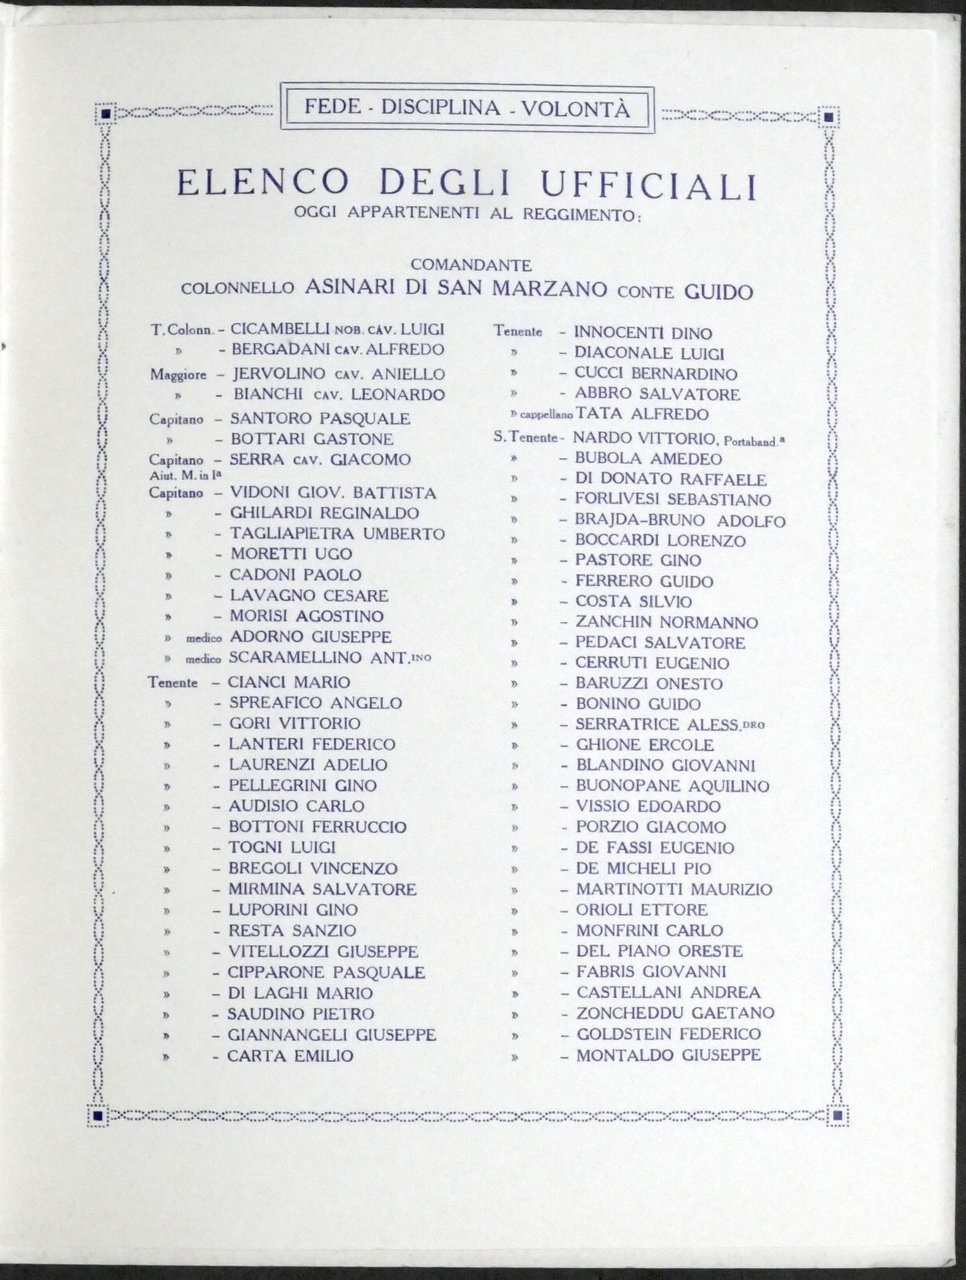 FEDE - DISCIPLINA - VOLONTÀ
ELENCO DEGLI UFFICIALI
OGGI APPARTENENTI AL REGGIMENTO:
COMANDANTE
COLONNELLO ASINARI DI SAN MARZANO CONTE GUIDO
T. Colonn. - CICAMBELLI NOB. CAV. LUIGI
» - BERGADANI CAV. ALFREDO
Maggiore - JERVOLINO CAV. ANIELLO
» - BIANCHI CAV. LEONARDO
Capitano - SANTORO PASQUALE
» - BOTTARI GASTONE
Capitano - SERRA CAV. GIACOMO
Aiut. M. in Iª
Capitano - VIDONI GIOV. BATTISTA
» - GHILARDI REGINALDO
» - TAGLIAPIETRA UMBERTO
» - MORETTI UGO
» - CADONI PAOLO
» - LAVAGNO CESARE
» - MORISI AGOSTINO
» medico ADORNO GIUSEPPE
» medico SCARAMELLINO ANT.INO
Tenente - CIANCI MARIO
» - SPREAFICO ANGELO
» - GORI VITTORIO
» - LANTERI FEDERICO
» - LAURENZI ADELIO
» - PELLEGRINI GINO
» - AUDISIO CARLO
» - BOTTONI FERRUCCIO
» - TOGNI LUIGI
» - BREGOLI VINCENZO
» - MIRMINA SALVATORE
» - LUPORINI GINO
» - RESTA SANZIO
» - VITELLOZZI GIUSEPPE
» - CIPPARONE PASQUALE
» - DI LAGHI MARIO
» - SAUDINO PIETRO
» - GIANNANGELI GIUSEPPE
» - CARTA EMILIO
Tenente - INNOCENTI DINO
» - DIACONALE LUIGI
» - CUCCI BERNARDINO
» - ABBRO SALVATORE
» cappellano TATA ALFREDO
S. Tenente - NARDO VITTORIO, Portaband.ª
» - BUBOLA AMEDEO
» - DI DONATO RAFFAELE
» - FORLIVESI SEBASTIANO
» - BRAJDA-BRUNO ADOLFO
» - BOCCARDI LORENZO
» - PASTORE GINO
» - FERRERO GUIDO
» - COSTA SILVIO
» - ZANCHIN NORMANNO
» - PEDACI SALVATORE
» - CERRUTI EUGENIO
» - BARUZZI ONESTO
» - BONINO GUIDO
» - SERRATRICE ALESS.DRO
» - GHIONE ERCOLE
» - BLANDINO GIOVANNI
» - BUONOPANE AQUILINO
» - VISSIO EDOARDO
» - PORZIO GIACOMO
» - DE FASSI EUGENIO
» - DE MICHELI PIO
» - MARTINOTTI MAURIZIO
» - ORIOLI ETTORE
» - MONFRINI CARLO
» - DEL PIANO ORESTE
» - FABRIS GIOVANNI
» - CASTELLANI ANDREA
» - ZONCHEDDU GAETANO
» - GOLDSTEIN FEDERICO
» - MONTALDO GIUSEPPE